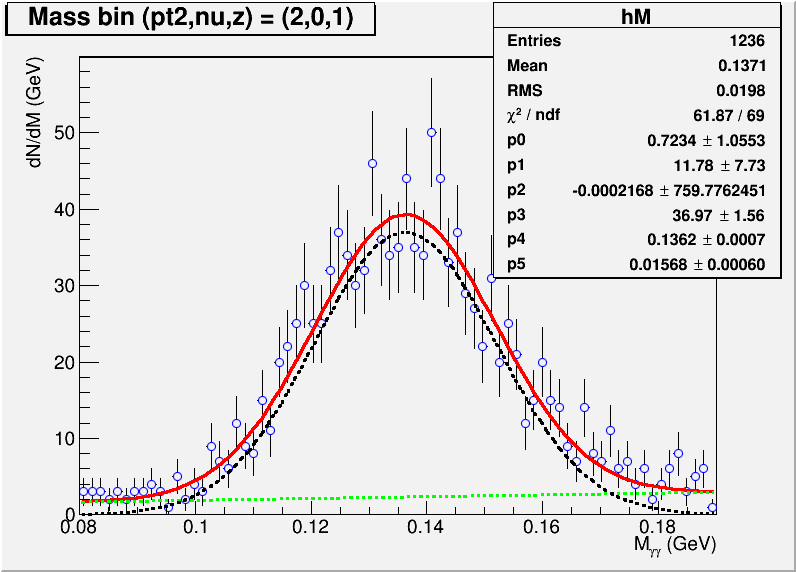 Mass bin (pt2,nu,z) = (2,0,1)
hM
Entries 1236
Mean 0.1371
RMS 0.0198
χ² / ndf 61.87 / 69
p0 0.7234 ± 1.0553
p1 11.78 ± 7.73
p2 -0.0002168 ± 759.7762451
p3 36.97 ± 1.56
p4 0.1362 ± 0.0007
p5 0.01568 ± 0.00060
dN/dM (GeV)
50
40
30
20
10
0
0.08 0.1 0.12 0.14 0.16 0.18
Mγγ (GeV)